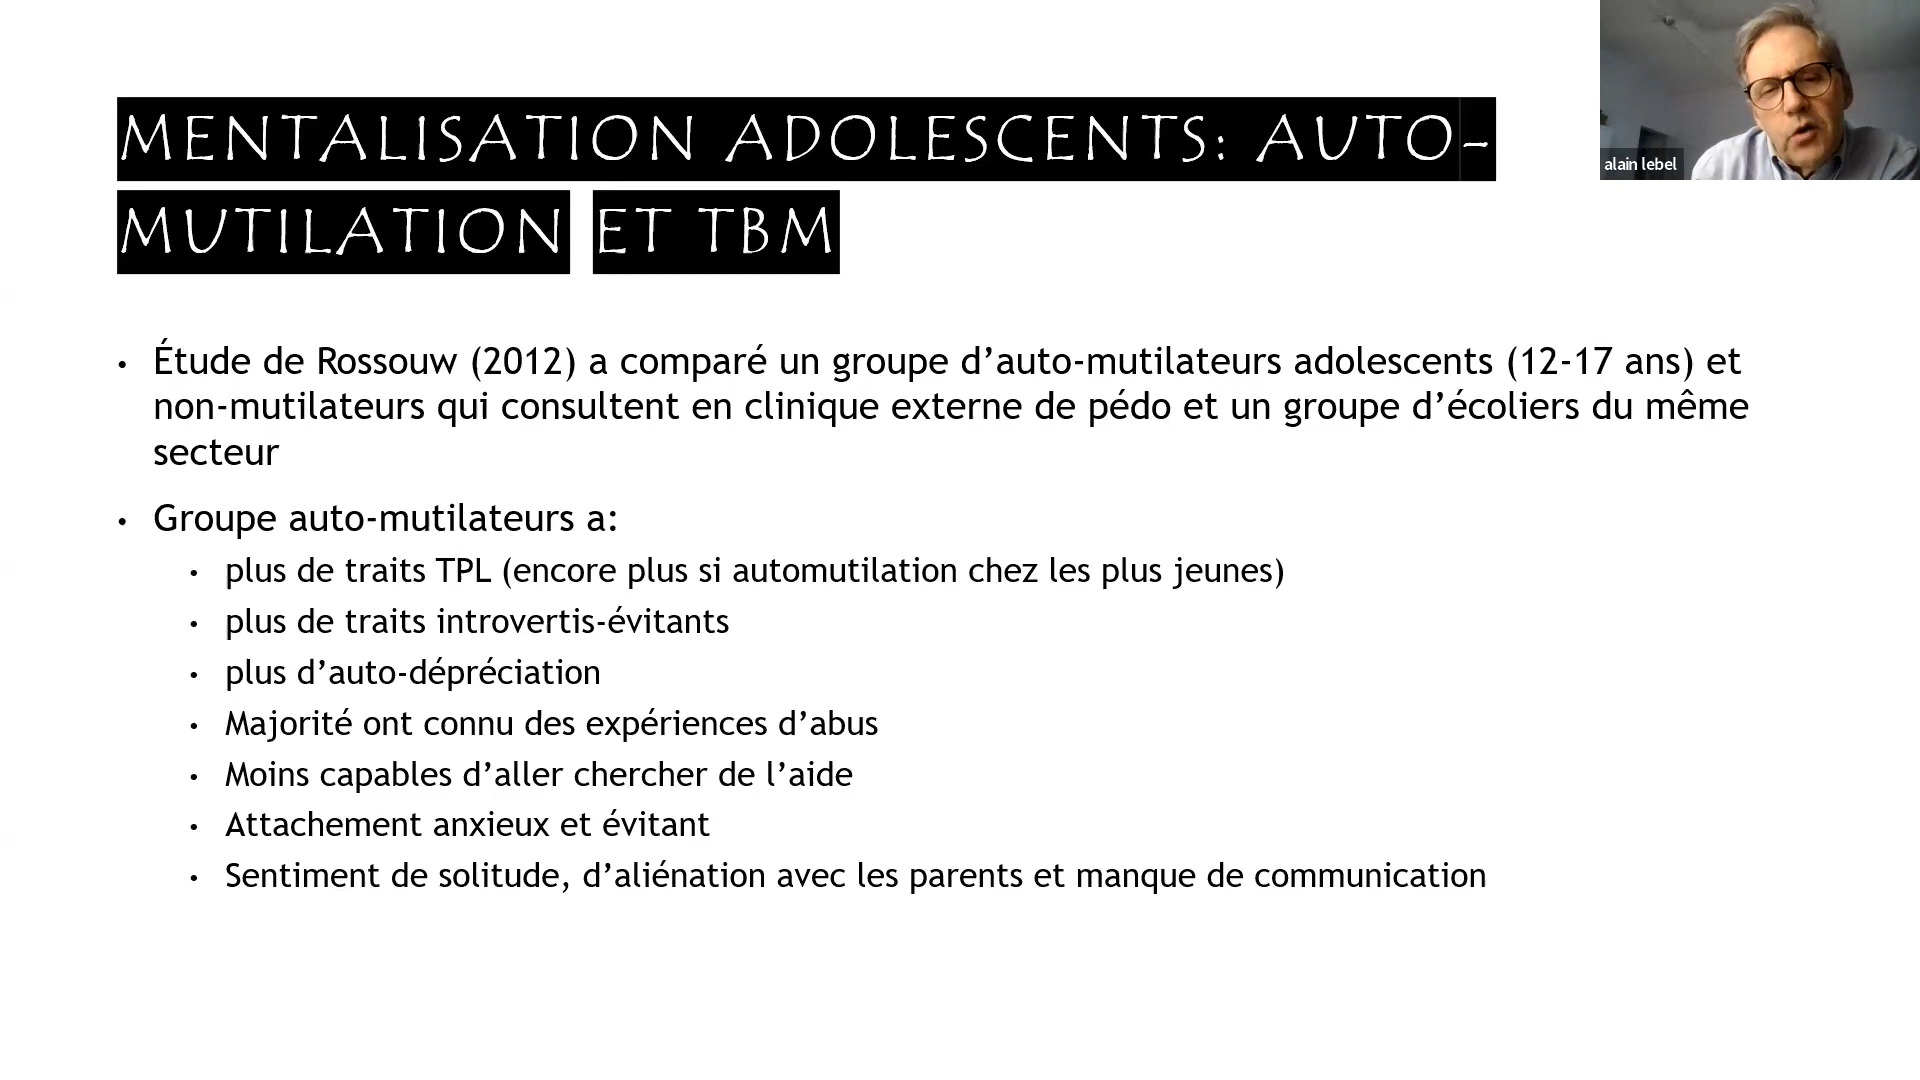 MENTALISATION ADOLESCENTS: AUTO-
MUTILATION ET TBM
alain lebel
• Étude de Rossouw (2012) a comparé un groupe d’auto-mutilateurs adolescents (12-17 ans) et
non-mutilateurs qui consultent en clinique externe de pédo et un groupe d’écoliers du même
secteur
• Groupe auto-mutilateurs a:
• plus de traits TPL (encore plus si automutilation chez les plus jeunes)
• plus de traits introvertis-évitants
• plus d’auto-dépréciation
• Majorité ont connu des expériences d’abus
• Moins capables d’aller chercher de l’aide
• Attachement anxieux et évitant
• Sentiment de solitude, d’aliénation avec les parents et manque de communication